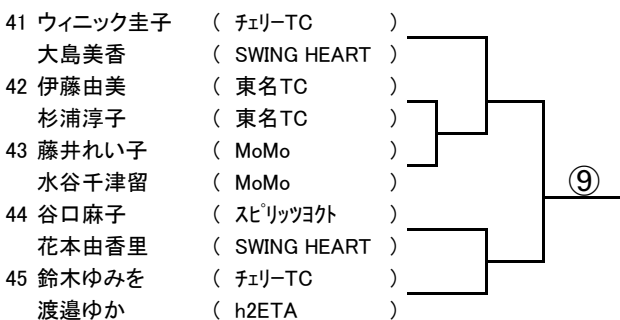 41 ウィニック圭子 ( チェリーTC )
大島美香 ( SWING HEART )
42 伊藤由美 ( 東名TC )
杉浦淳子 ( 東名TC )
43 藤井れい子 ( MoMo )
水谷千津留 ( MoMo )
⑨
44 谷口麻子 ( スピリッツヨクト )
花本由香里 ( SWING HEART )
45 鈴木ゆみを ( チェリーTC )
渡邉ゆか ( h2ETA )